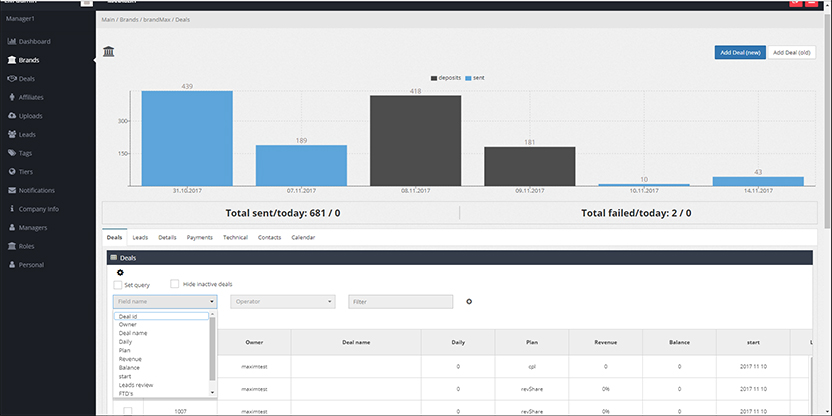 Manager1
Main / Brands / brandMax / Deals
Dashboard
Brands
Deals
Affiliates
Uploads
Leads
Tags
Tiers
Notifications
Company Info
Managers
Roles
Personal
Add Deal (new)
Add Deal (old)
deposits sent
439
418
189
181
10
43
300
150
31.10.2017
07.11.2017
08.11.2017
09.11.2017
10.11.2017
14.11.2017
Total sent/today: 681 / 0
Total failed/today: 2 / 0
Deals Leads Details Payments Technical Contacts Calendar
Deals
Set query
Hide inactive deals
Field name
Operator
Filter
Deal id
Owner
Deal name
Daily
Plan
Revenue
Balance
start
Leads review
FTD's
Owner Deal name Daily Plan Revenue Balance start L
maximtest 0 cpl 0 0 2017 11 10
maximtest 0 revShare 0% 0 2017 11 10
1007 maximtest 0 revShare 0% 0 2017 11 10